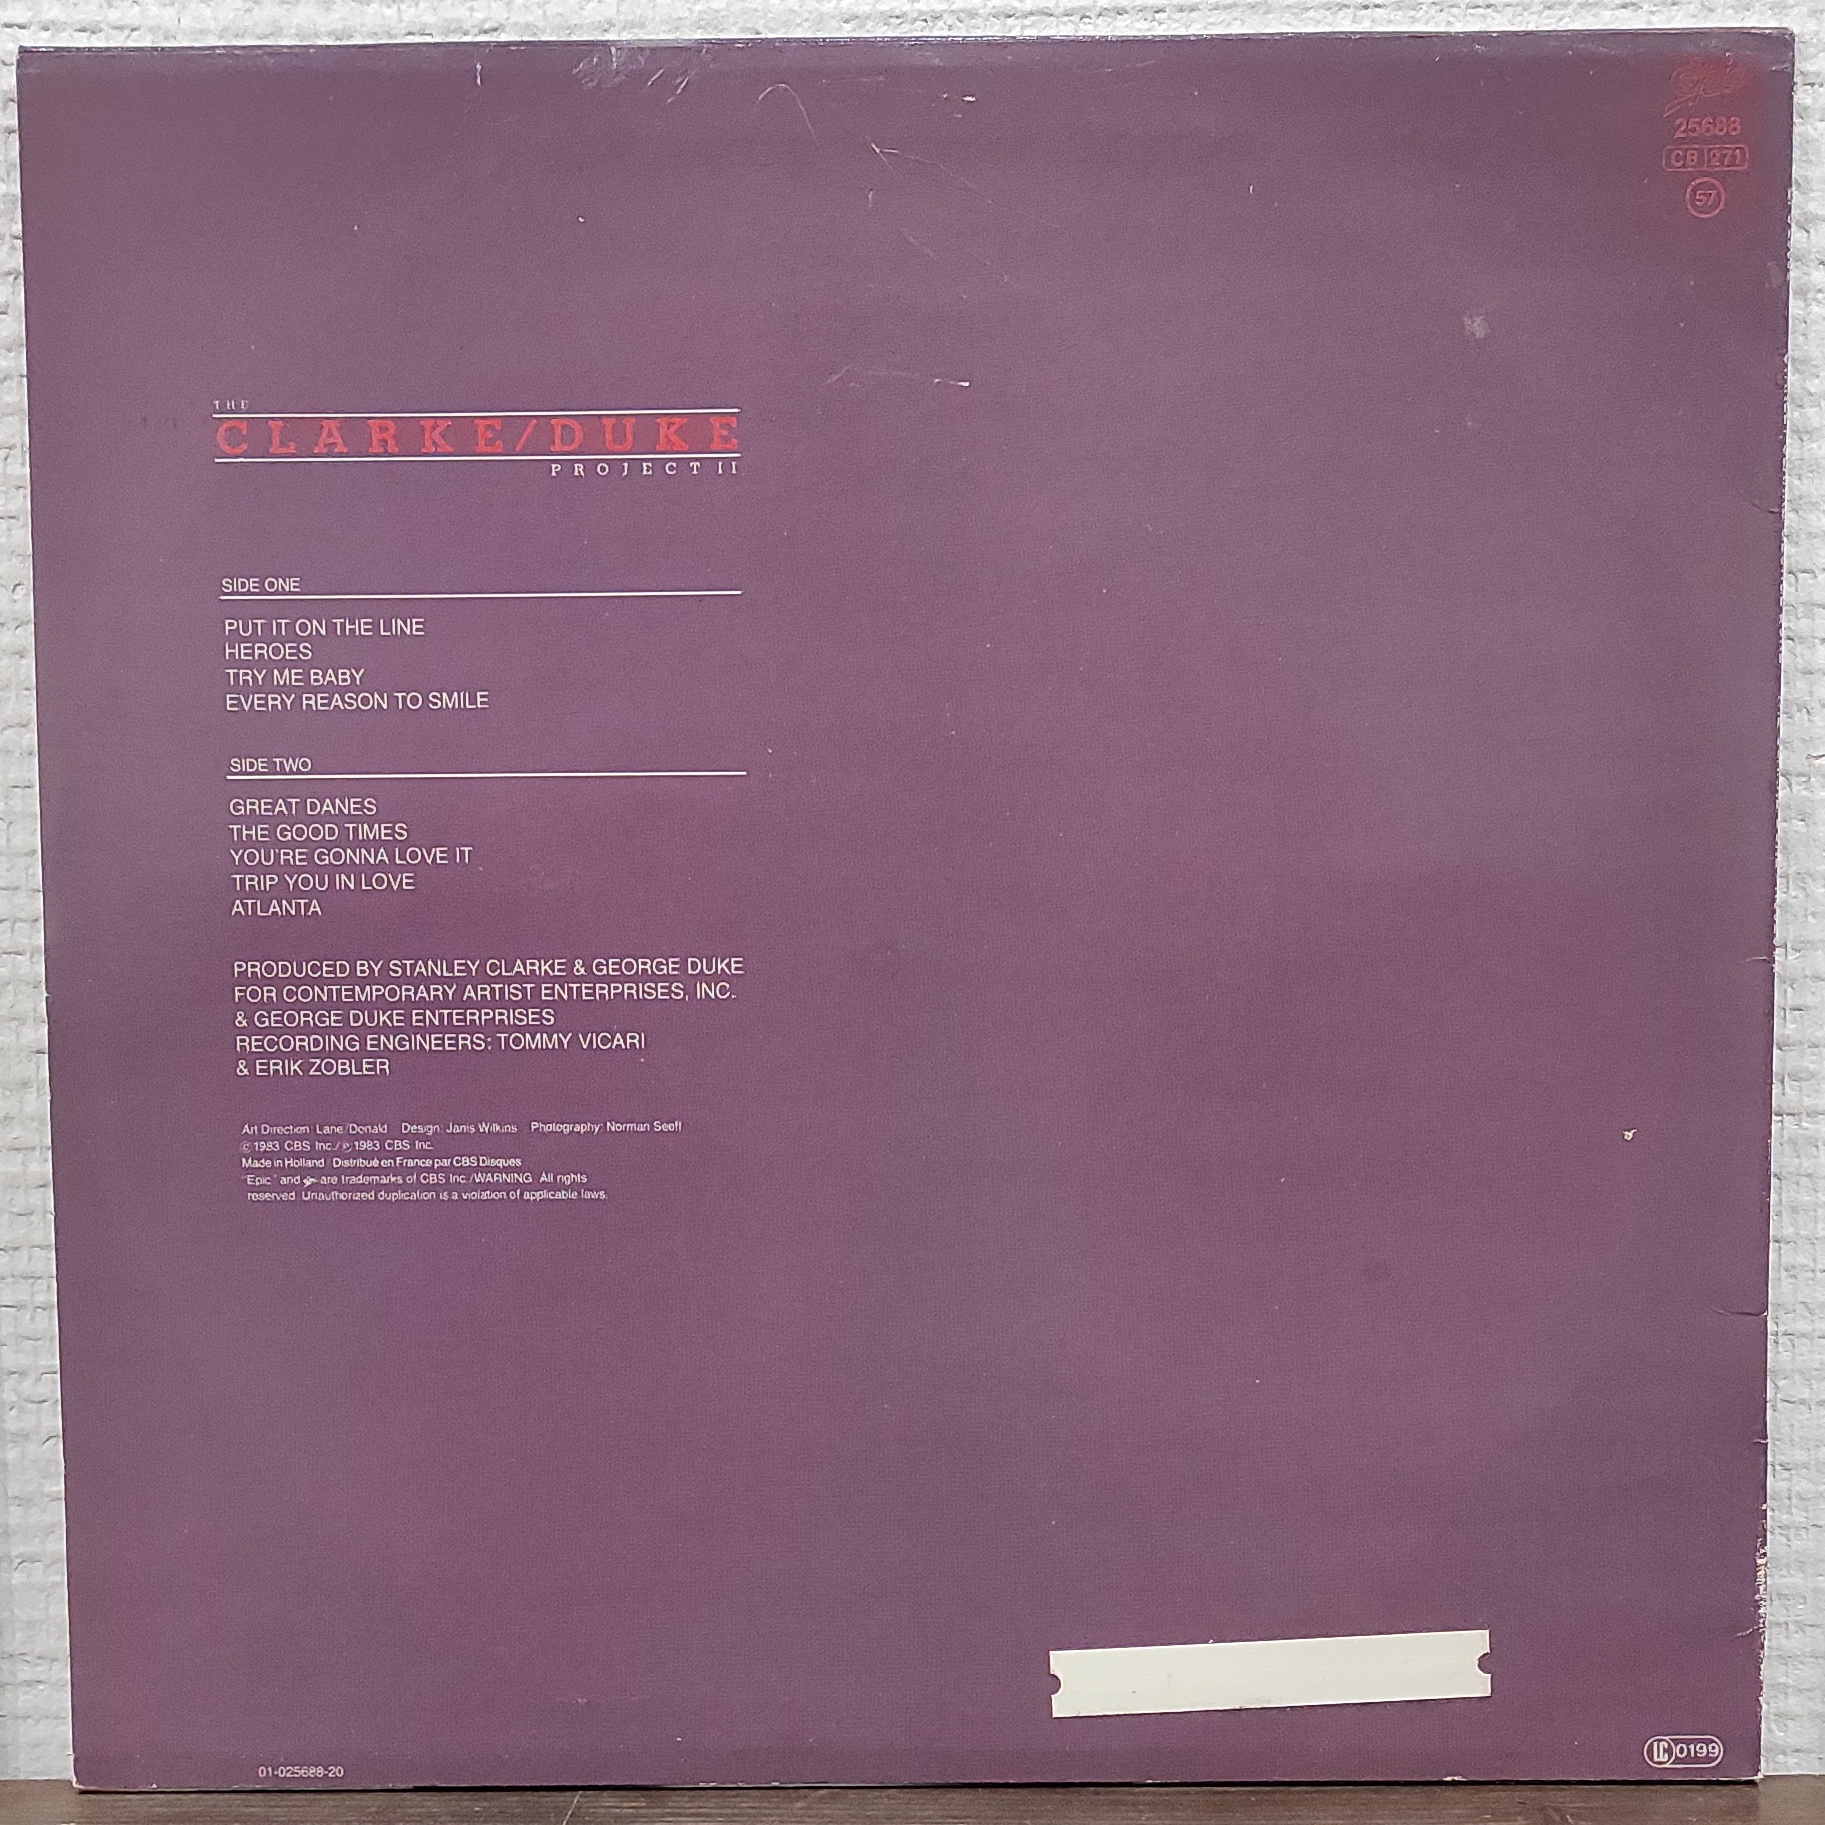 Epic
25688
CB 271
57
THE
CLARKE/DUKE
PROJECT II
SIDE ONE
PUT IT ON THE LINE
HEROES
TRY ME BABY
EVERY REASON TO SMILE
SIDE TWO
GREAT DANES
THE GOOD TIMES
YOU'RE GONNA LOVE IT
TRIP YOU IN LOVE
ATLANTA
PRODUCED BY STANLEY CLARKE & GEORGE DUKE
FOR CONTEMPORARY ARTIST ENTERPRISES, INC.
& GEORGE DUKE ENTERPRISES
RECORDING ENGINEERS: TOMMY VICARI
& ERIK ZOBLER
Art Direction: Lane/Donald Design: Janis Wilkins Photography: Norman Seeff
© 1983 CBS Inc./℗ 1983 CBS Inc.
Made in Holland / Distribué en France par CBS Disques
"Epic," and are trademarks of CBS Inc./WARNING: All rights
reserved. Unauthorized duplication is a violation of applicable laws.
01-025688-20
LC 0199